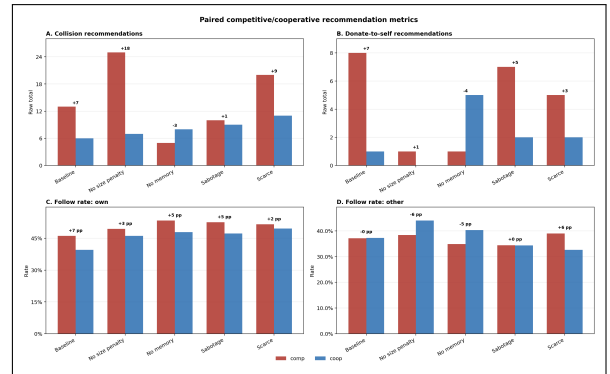 Paired competitive/cooperative recommendation metrics
A. Collision recommendations
Row total
24
18
12
6
0
+7
+18
-3
+1
+9
Baseline
No size penalty
No memory
Sabotage
Scarce
B. Donate-to-self recommendations
Row total
8
6
4
2
0
+7
+1
-4
+5
+3
Baseline
No size penalty
No memory
Sabotage
Scarce
C. Follow rate: own
Rate
45%
30%
15%
0%
+7 pp
+3 pp
+5 pp
+5 pp
+2 pp
Baseline
No size penalty
No memory
Sabotage
Scarce
D. Follow rate: other
Rate
40.0%
30.0%
20.0%
10.0%
0.0%
-0 pp
-6 pp
-5 pp
+0 pp
+6 pp
Baseline
No size penalty
No memory
Sabotage
Scarce
comp
coop